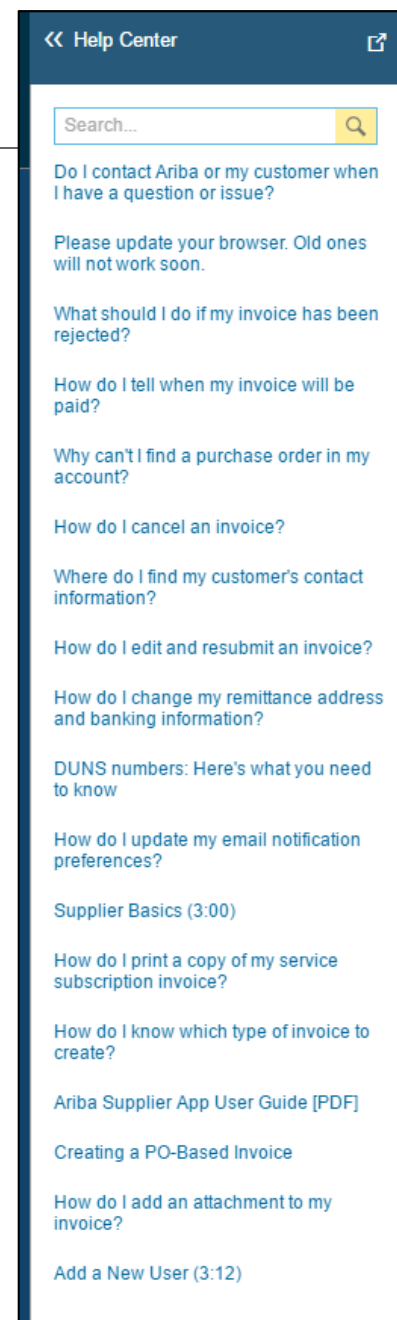 « Help Center
Search...
Do I contact Ariba or my customer when
I have a question or issue?
Please update your browser. Old ones
will not work soon.
What should I do if my invoice has been
rejected?
How do I tell when my invoice will be
paid?
Why can't I find a purchase order in my
account?
How do I cancel an invoice?
Where do I find my customer's contact
information?
How do I edit and resubmit an invoice?
How do I change my remittance address
and banking information?
DUNS numbers: Here's what you need
to know
How do I update my email notification
preferences?
Supplier Basics (3:00)
How do I print a copy of my service
subscription invoice?
How do I know which type of invoice to
create?
Ariba Supplier App User Guide [PDF]
Creating a PO-Based Invoice
How do I add an attachment to my
invoice?
Add a New User (3:12)